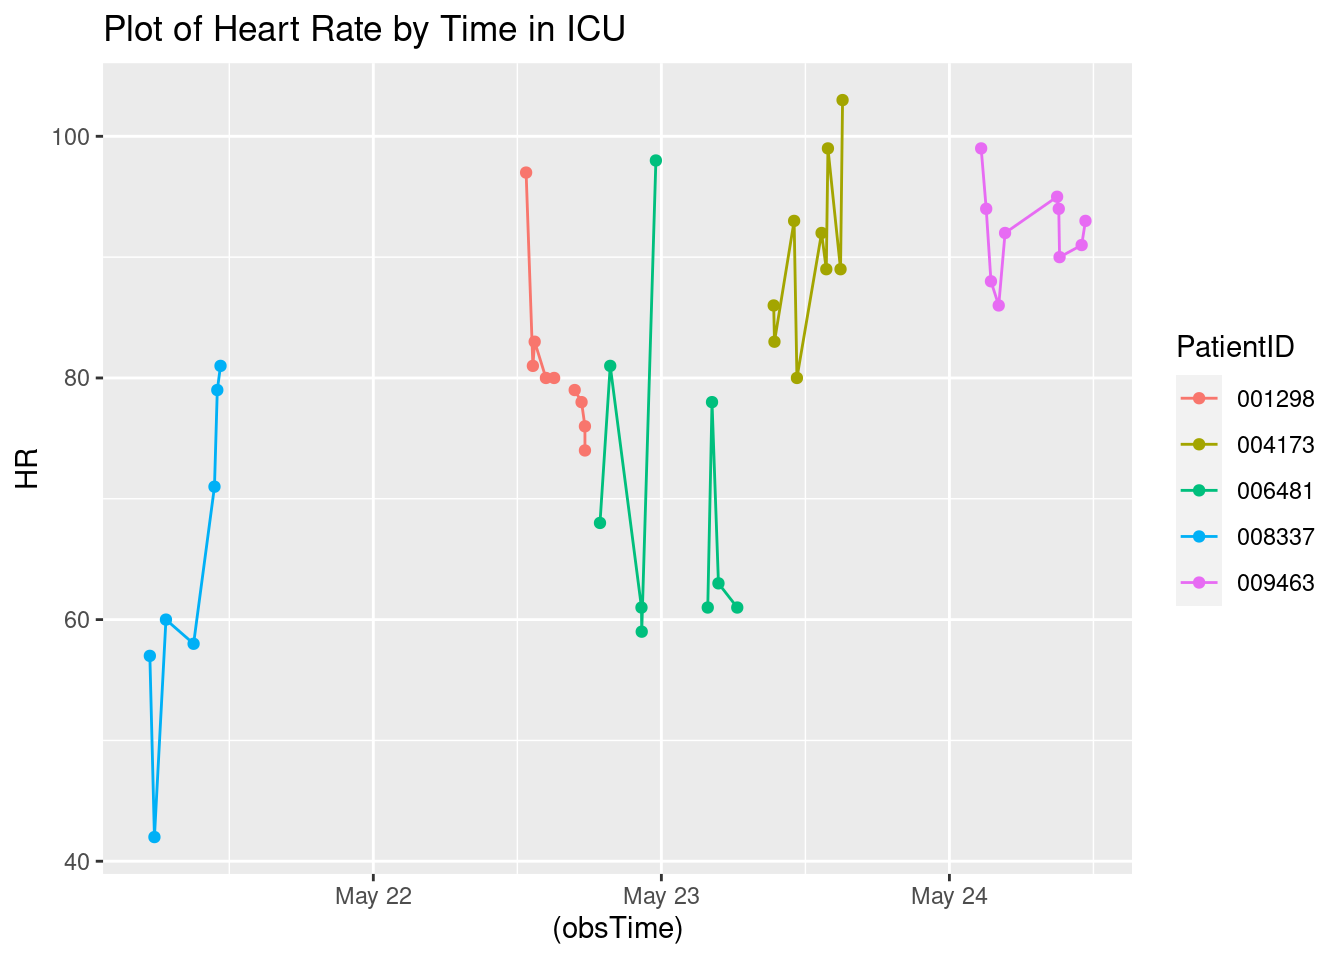 Plot of Heart Rate by Time in ICU
100
80
60
40
HR
May 22
May 23
May 24
(obsTime)
PatientID
001298
004173
006481
008337
009463